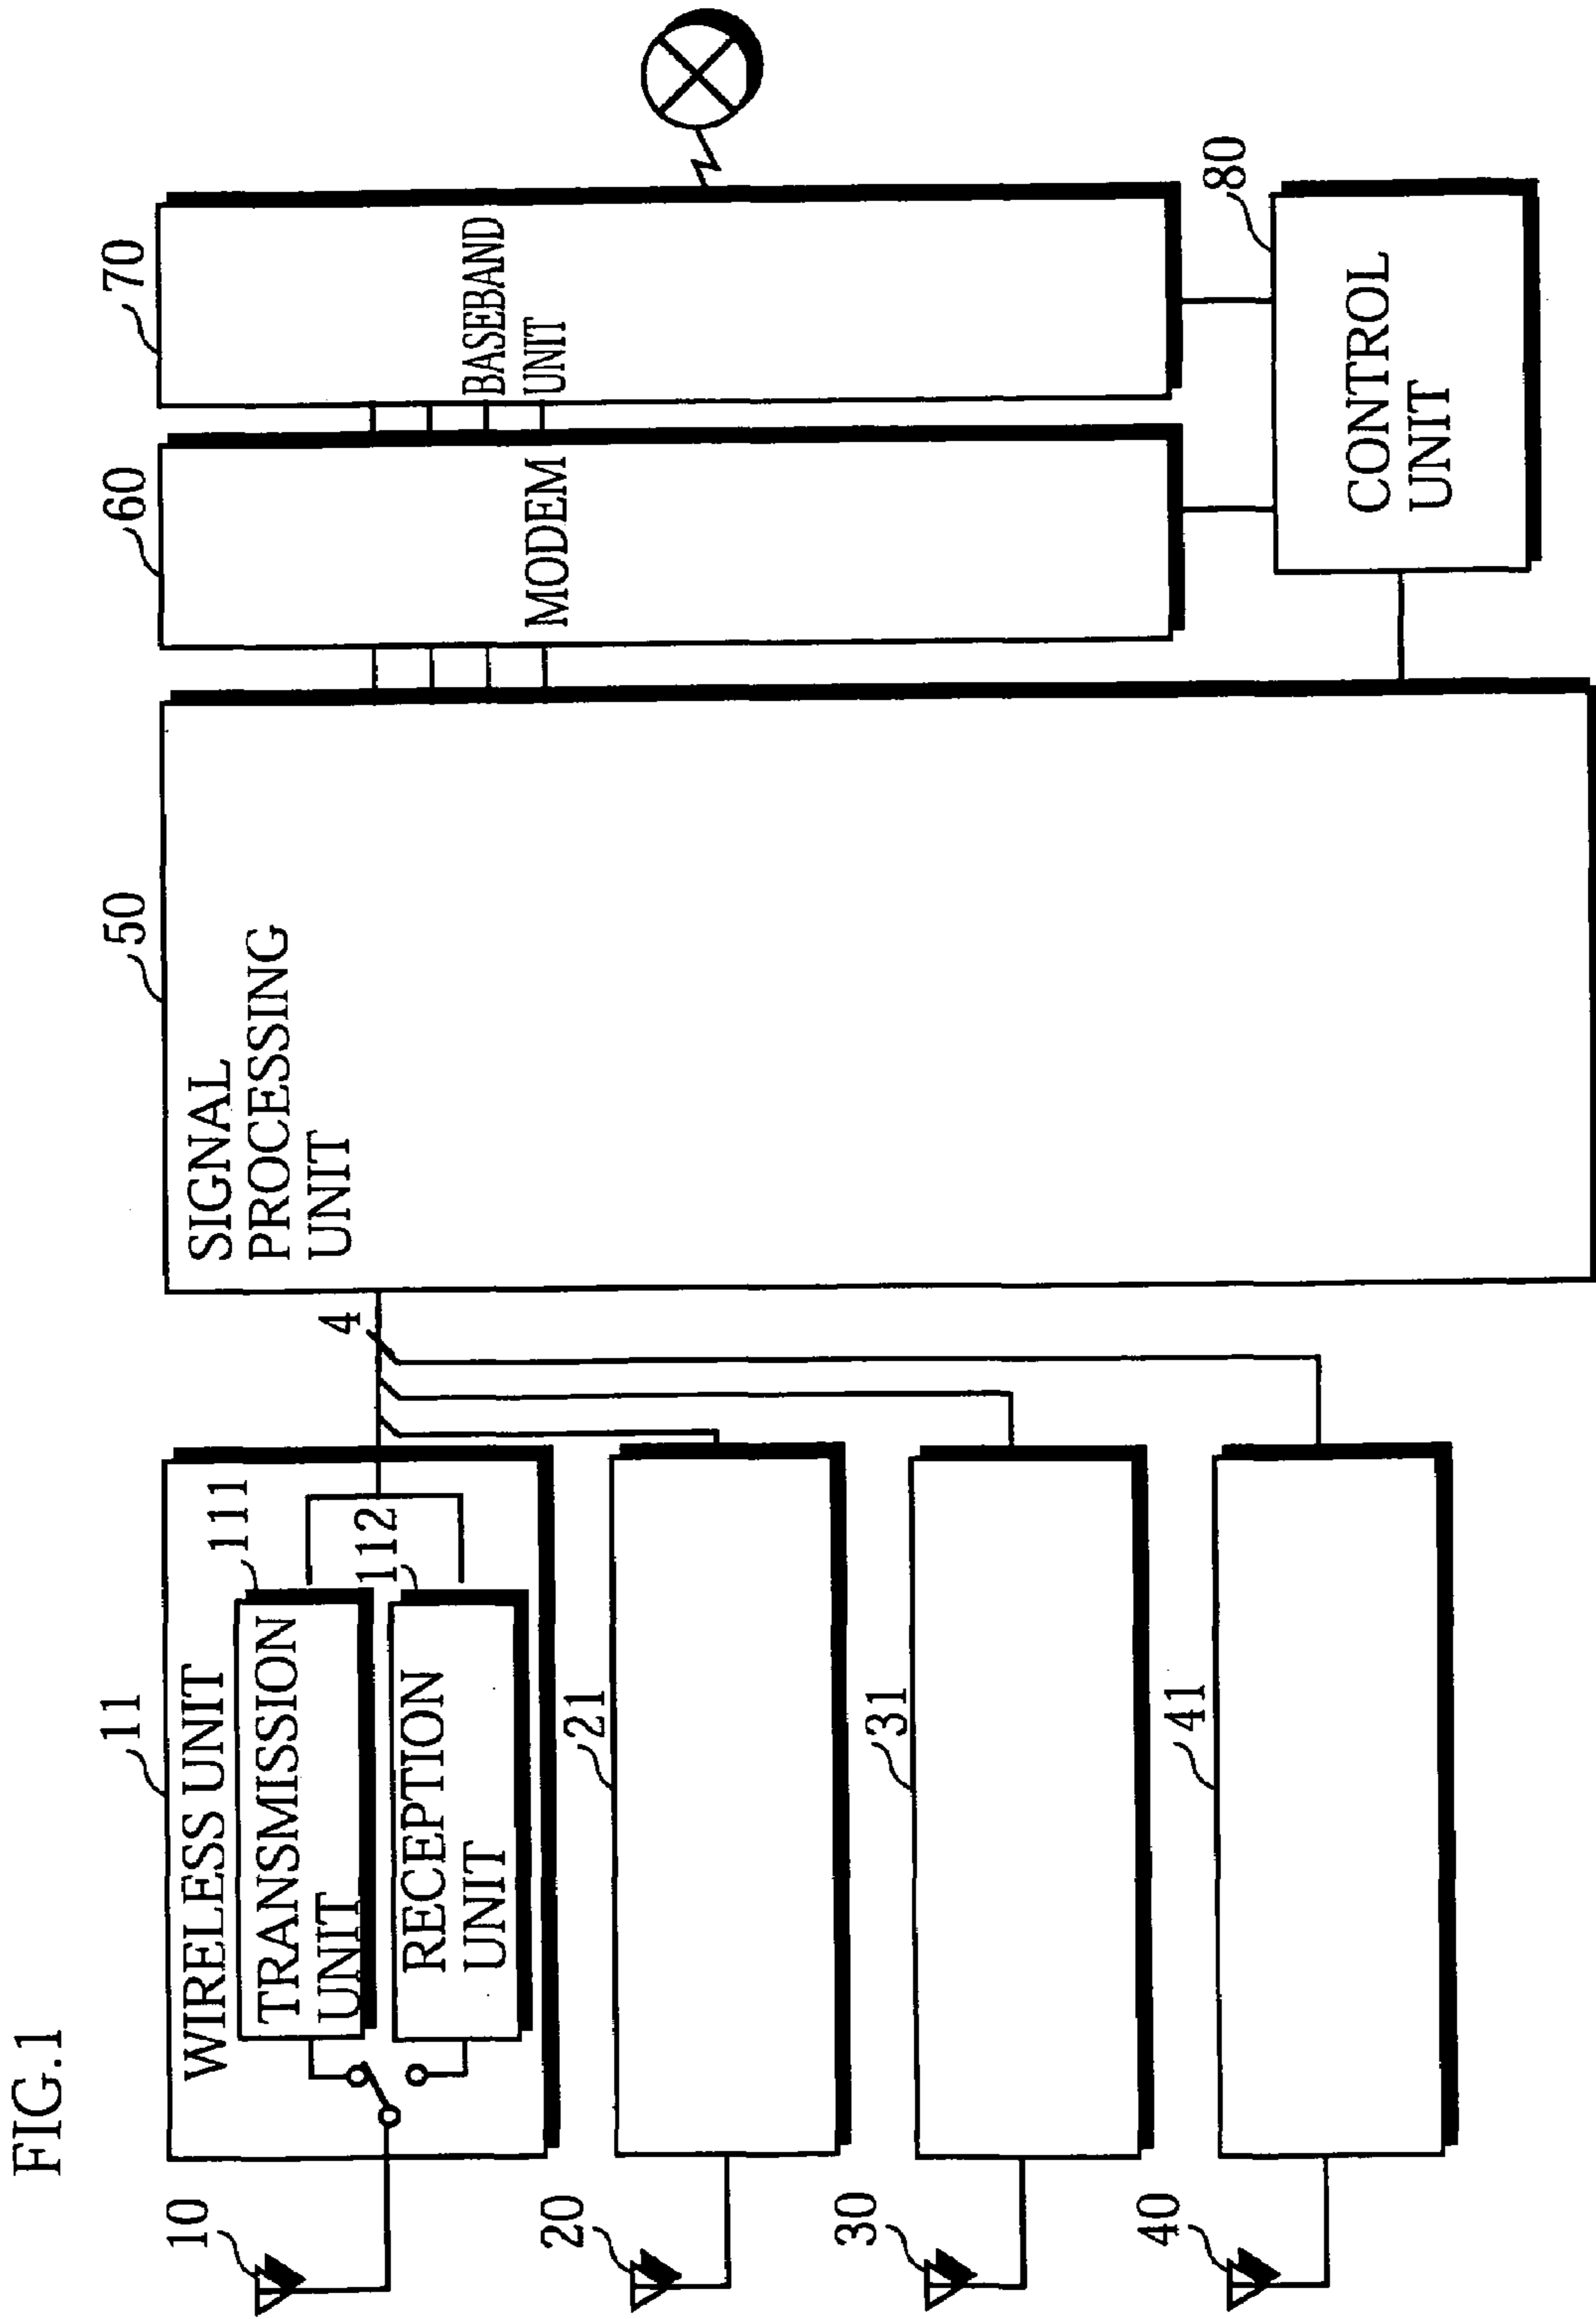 FIG.1
10
11
WIRELESS UNIT
TRANSMISSION
UNIT
111
RECEPTION
UNIT
112
4
20
21
30
31
40
41
50
SIGNAL
PROCESSING
UNIT
60
MODEM
70
BASEBAND
UNIT
80
CONTROL
UNIT